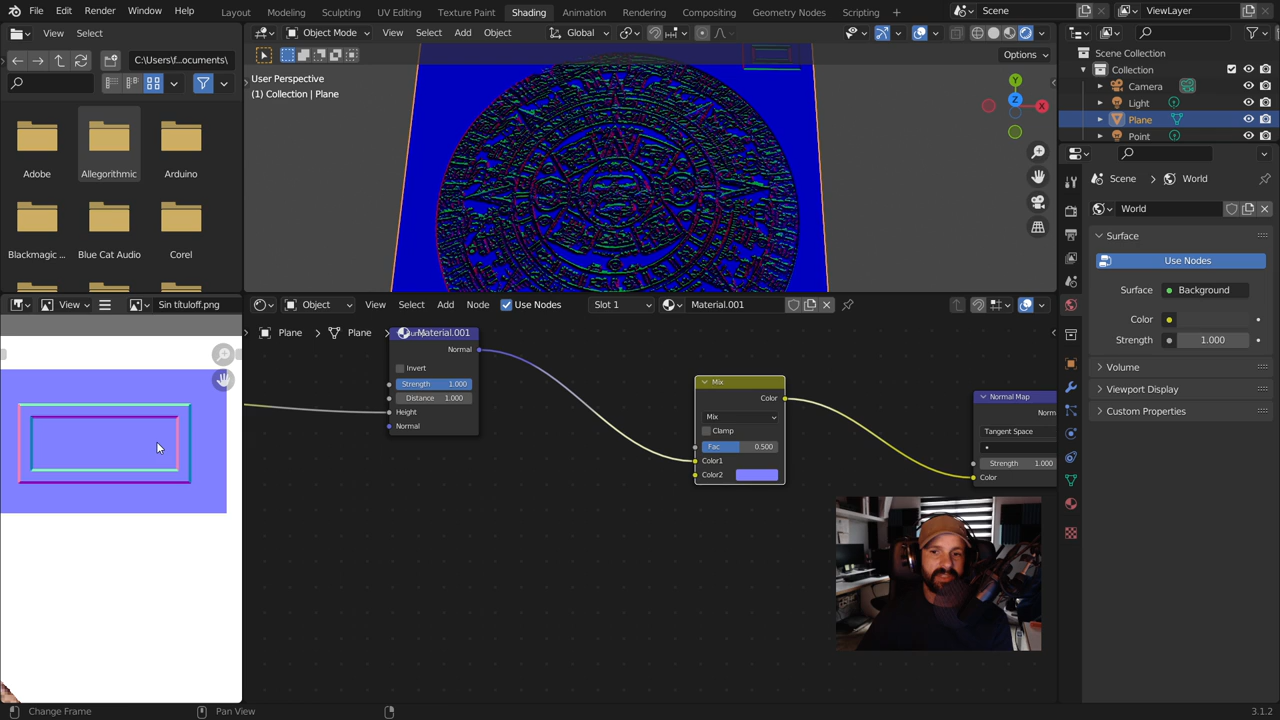 File Edit Render Window Help Layout Modeling Sculpting UV Editing Texture Paint Shading Animation Rendering Compositing Geometry Nodes Scripting Scene ViewLayer
View Select Object Mode View Select Add Object Global
C:\Users\f...ocuments\ Options
User Perspective
(1) Collection | Plane
Scene Collection
Collection
Camera
Light
Plane
Point
Adobe Allegorithmic Arduino
Blackmagic ... Blue Cat Audio Corel
Y
Z
X
Scene World
World
Surface
Use Nodes
Surface Background
Color
Strength 1.000
Volume
Viewport Display
Custom Properties
View Sin tituloff.png Object View Select Add Node Use Nodes Slot 1 Material.001
Plane Plane Material.001
Normal
Invert
Strength 1.000
Distance 1.000
Height
Normal
Mix
Color
Mix
Clamp
Fac 0.500
Color1
Color2
Normal Map
Tangent Space
Strength 1.000
Color
Change Frame Pan View 3.1.2